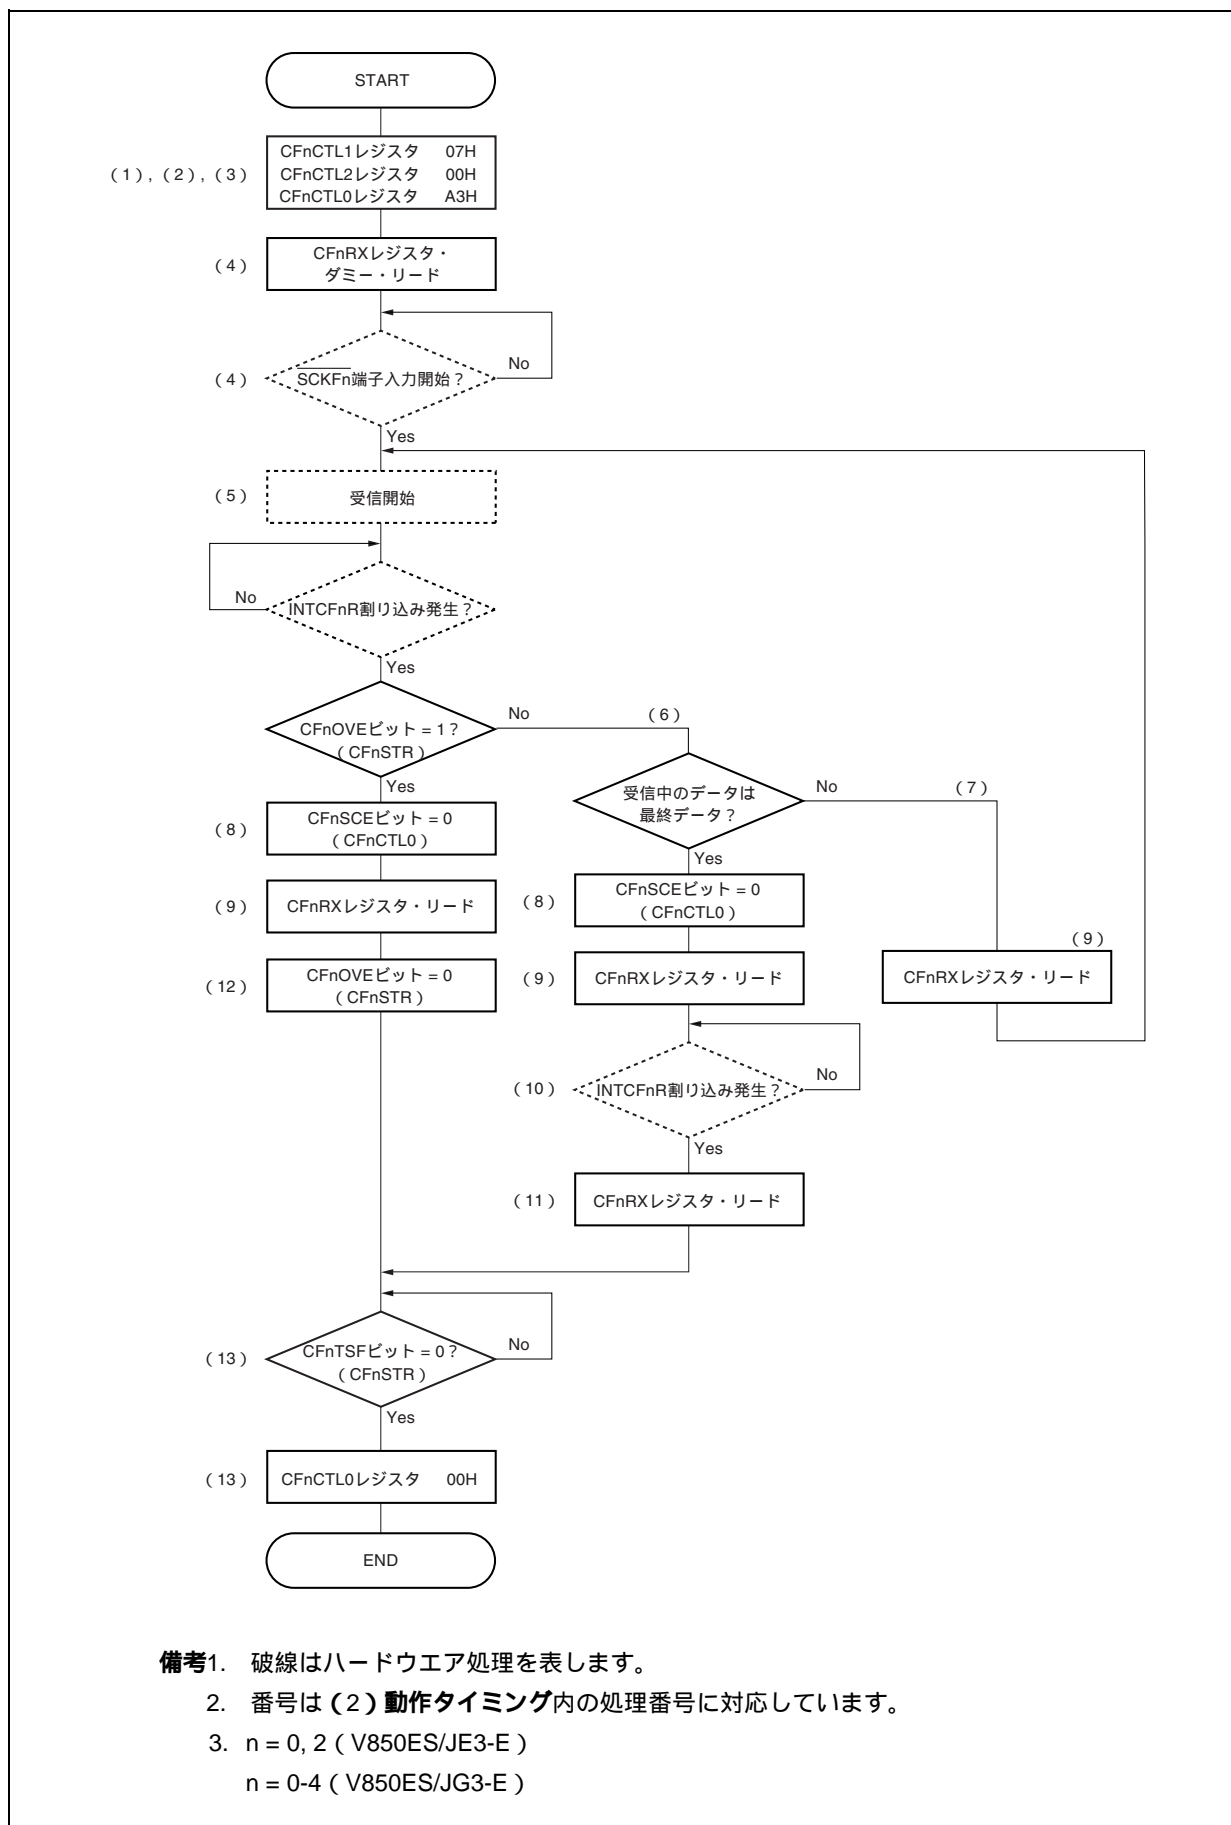 START
(1), (2), (3)
CFnCTL1レジスタ 07H
CFnCTL2レジスタ 00H
CFnCTL0レジスタ A3H
(4)
CFnRXレジスタ・
ダミー・リード
(4)
SCKFn端子入力開始？
No
Yes
(5)
受信開始
No
INTCFnR割り込み発生？
Yes
CFnOVEビット = 1？
(CFnSTR)
No
(6)
Yes
受信中のデータは
最終データ？
No
(7)
Yes
(8)
CFnSCEビット = 0
(CFnCTL0)
(8)
CFnSCEビット = 0
(CFnCTL0)
(9)
CFnRXレジスタ・リード
(9)
CFnRXレジスタ・リード
(9)
CFnRXレジスタ・リード
(12)
CFnOVEビット = 0
(CFnSTR)
(10)
INTCFnR割り込み発生？
No
Yes
(11)
CFnRXレジスタ・リード
(13)
CFnTSFビット = 0？
(CFnSTR)
No
Yes
(13)
CFnCTL0レジスタ 00H
END
備考1. 破線はハードウエア処理を表します。
2. 番号は(2)動作タイミング内の処理番号に対応しています。
3. n = 0, 2 ( V850ES/JE3-E )
n = 0-4 ( V850ES/JG3-E )